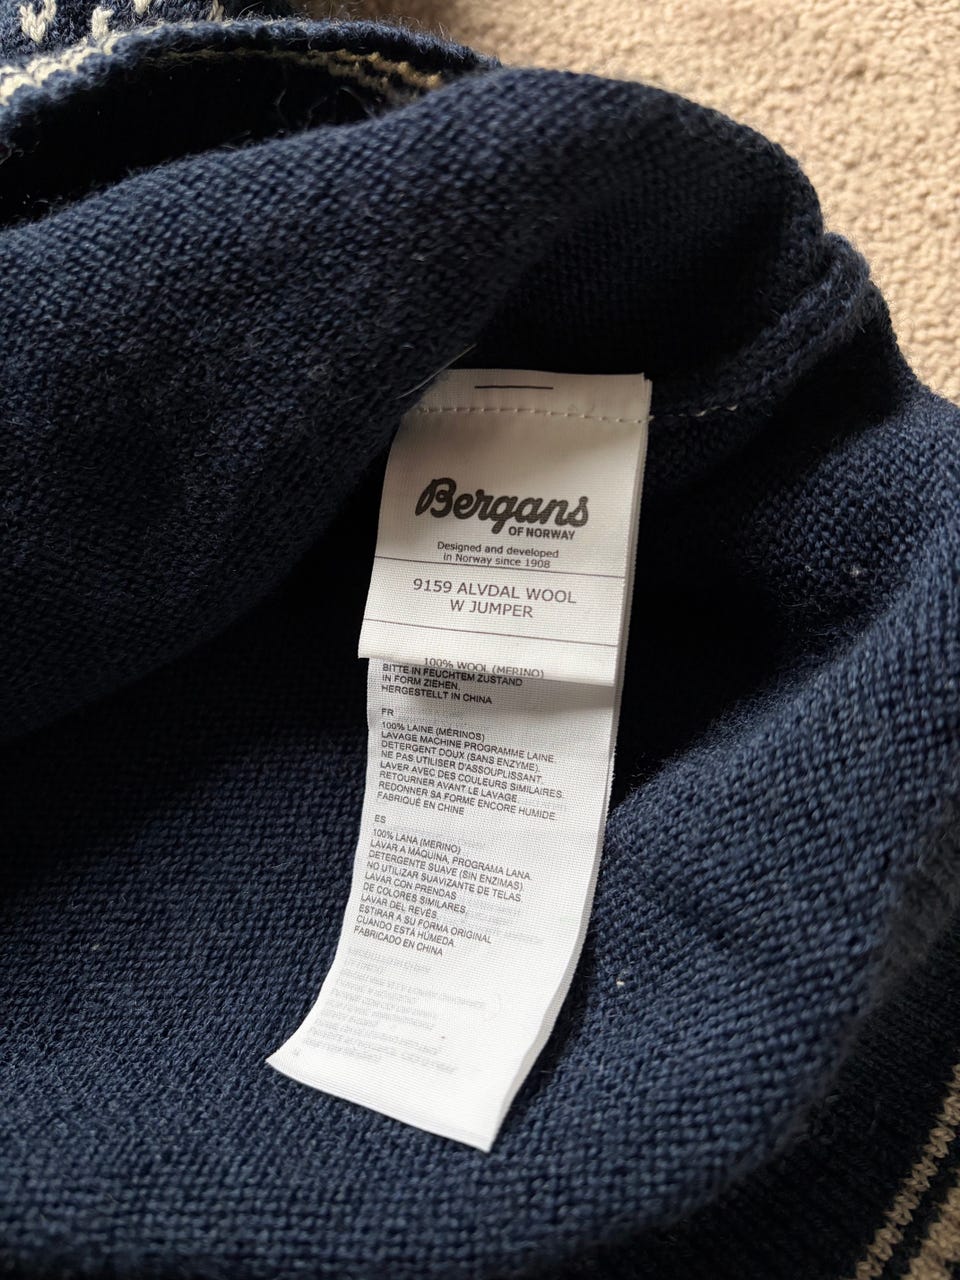 Bergans
OF NORWAY
Designed and developed
in Norway since 1908
9159 ALVDAL WOOL
W JUMPER
100% WOOL (MERINO)
BITTE IN FEUCHTEM ZUSTAND
IN FORM ZIEHEN.
HERGESTELLT IN CHINA
FR
100% LAINE (MÉRINOS)
LAVAGE MACHINE PROGRAMME LAINE.
DETERGENT DOUX (SANS ENZYME).
NE PAS UTILISER D'ASSOUPLISSANT.
LAVER AVEC DES COULEURS SIMILAIRES.
RETOURNER AVANT LE LAVAGE.
REDONNER SA FORME ENCORE HUMIDE.
FABRIQUÉ EN CHINE
ES
100% LANA (MERINO)
LAVAR A MÁQUINA, PROGRAMA LANA.
DETERGENTE SUAVE (SIN ENZIMAS).
NO UTILIZAR SUAVIZANTE DE TELAS.
LAVAR CON PRENDAS
DE COLORES SIMILARES.
LAVAR DEL REVÉS.
ESTIRAR A SU FORMA ORIGINAL
CUANDO ESTÁ HÚMEDA
FABRICADO EN CHINA